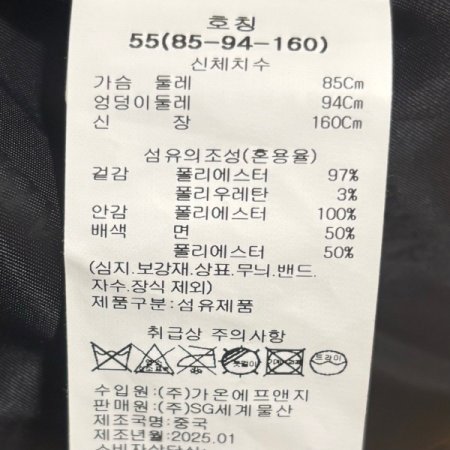 호칭
55(85-94-160)
신체치수
가슴 둘레 85Cm
엉덩이둘레 94Cm
신 장 160Cm
섬유의조성(혼용율)
겉감 폴리에스터 97%
폴리우레탄 3%
안감 폴리에스터 100%
배색 면 50%
폴리에스터 50%
(심지.보강재.상표.무늬.밴드.
자수.장식 제외)
제품구분:섬유제품
취급상 주의사항
옷걸이 드라이
수입원:(주)가온에프앤지
판매원:(주)SG세계물산
제조국명:중국
제조년월:2025.01